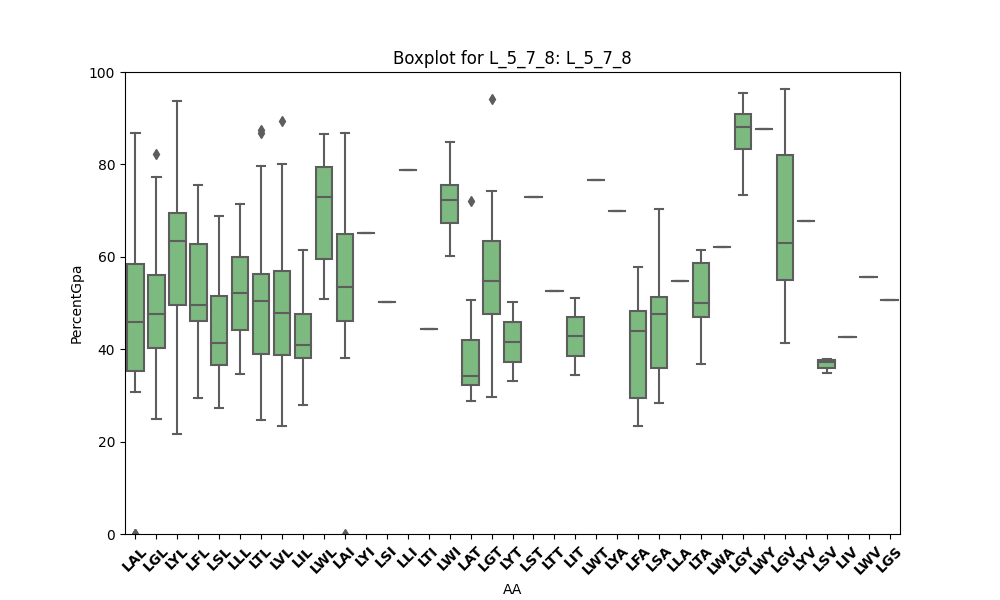 Boxplot for L_5_7_8: L_5_7_8
100
80
60
40
20
0
PercentGpa
LAL LGL LYL LFL LSL LLL LTL LVL LIL LWL LAI LYI LSI LLI LTI LWI LAT LGT LYT LST LTT LIT LWT LYA LFA LSA LLA LTA LWA LGY LWY LGV LYV LSV LIV LWV LGS
AA